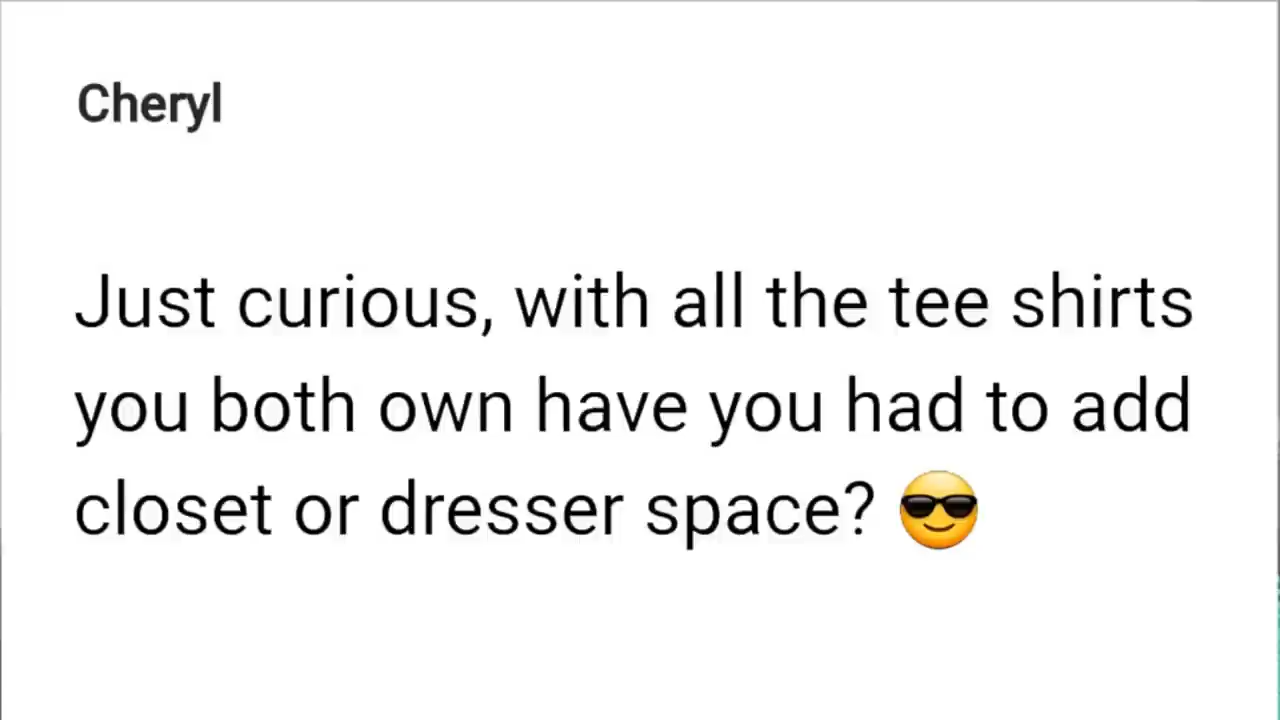 Cheryl
Just curious, with all the tee shirts
you both own have you had to add
closet or dresser space? 😎